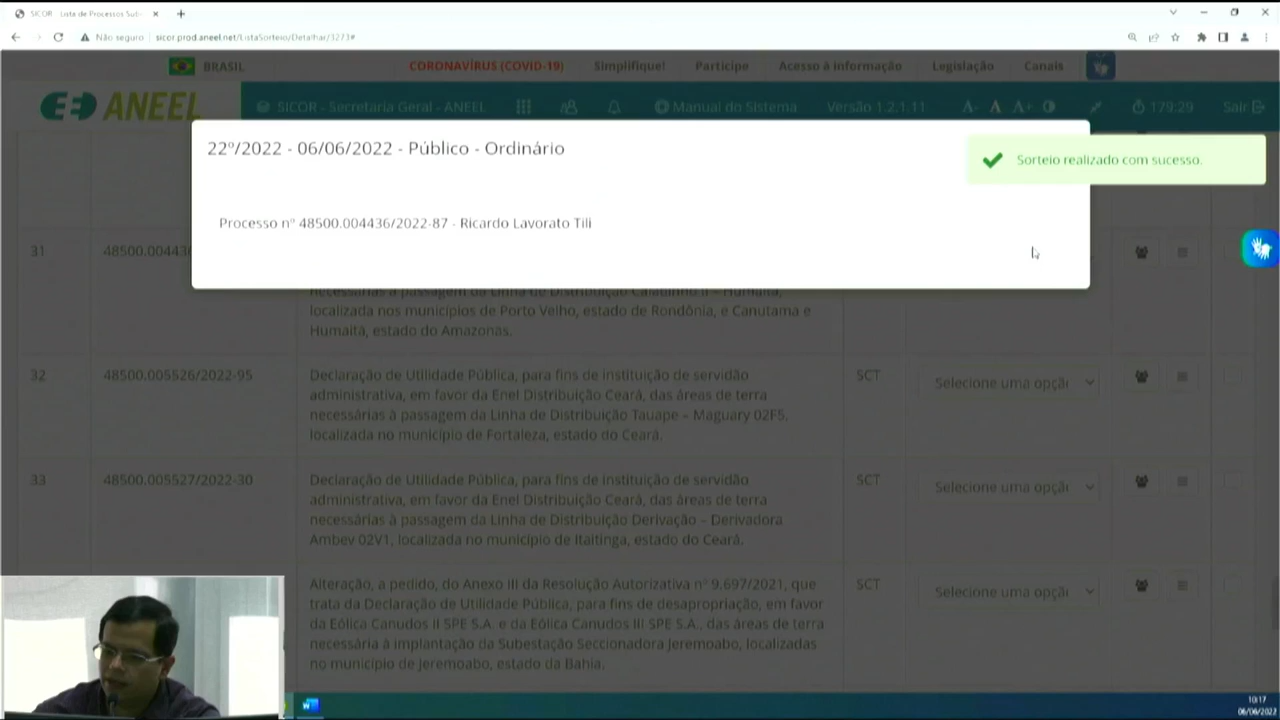 SICOR - Lista de Processos Sub
Não seguro
sicor.prod.aneel.net/ListaSorteio/Detalhar/3273#
BRASIL
CORONAVÍRUS (COVID-19)
Simplifique!
Participe
Acesso à informação
Legislação
Canais
ANEEL
SICOR - Secretaria Geral - ANEEL
Manual do Sistema
Versão 1.2.1.11
A-
A
A+
179:29
Sair
22º/2022 - 06/06/2022 - Público - Ordinário
Sorteio realizado com sucesso.
Processo nº 48500.004436/2022-87 - Ricardo Lavorato Tili
31
48500.004436
necessárias à passagem da Linha de Distribuição Calabinho II – Humaitá,
localizada nos municípios de Porto Velho, estado de Rondônia, e Canutama e
Humaitá, estado do Amazonas.
32
48500.005526/2022-95
Declaração de Utilidade Pública, para fins de instituição de servidão
administrativa, em favor da Enel Distribuição Ceará, das áreas de terra
necessárias à passagem da Linha de Distribuição Tauape – Maguary 02F5,
localizada no município de Fortaleza, estado do Ceará.
SCT
Selecione uma opçã
33
48500.005527/2022-30
Declaração de Utilidade Pública, para fins de instituição de servidão
administrativa, em favor da Enel Distribuição Ceará, das áreas de terra
necessárias à passagem da Linha de Distribuição Derivação – Derivadora
Ambev 02V1, localizada no município de Itaitinga, estado do Ceará.
SCT
Selecione uma opçã
Alteração, a pedido, do Anexo III da Resolução Autorizativa nº 9.697/2021, que
trata da Declaração de Utilidade Pública, para fins de desapropriação, em favor
da Eólica Canudos II SPE S.A. e da Eólica Canudos III SPE S.A., das áreas de terra
necessária à implantação da Subestação Seccionadora Jeremoabo, localizadas
no município de Jeremoabo, estado da Bahia.
SCT
Selecione uma opçã
10:17
06/06/2022